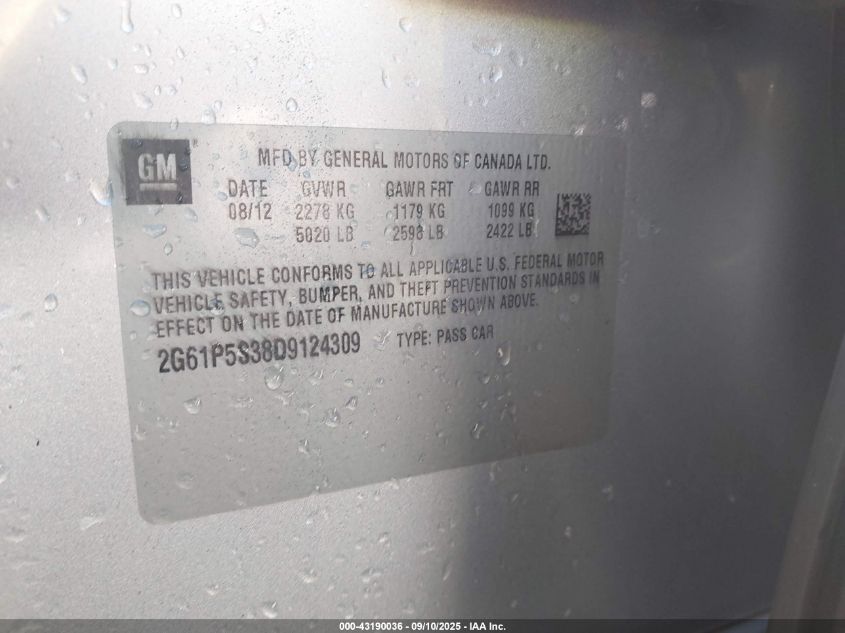 GM MFD BY GENERAL MOTORS OF CANADA LTD.
DATE GVWR GAWR FRT GAWR RR
08/12 2278 KG 1179 KG 1099 KG
5020 LB 2598 LB 2422 LB
THIS VEHICLE CONFORMS TO ALL APPLICABLE U.S. FEDERAL MOTOR
VEHICLE SAFETY, BUMPER, AND THEFT PREVENTION STANDARDS IN
EFFECT ON THE DATE OF MANUFACTURE SHOWN ABOVE.
2G61P5S38D9124309 TYPE: PASS CAR
000-43190036 - 09/10/2025 - IAA Inc.